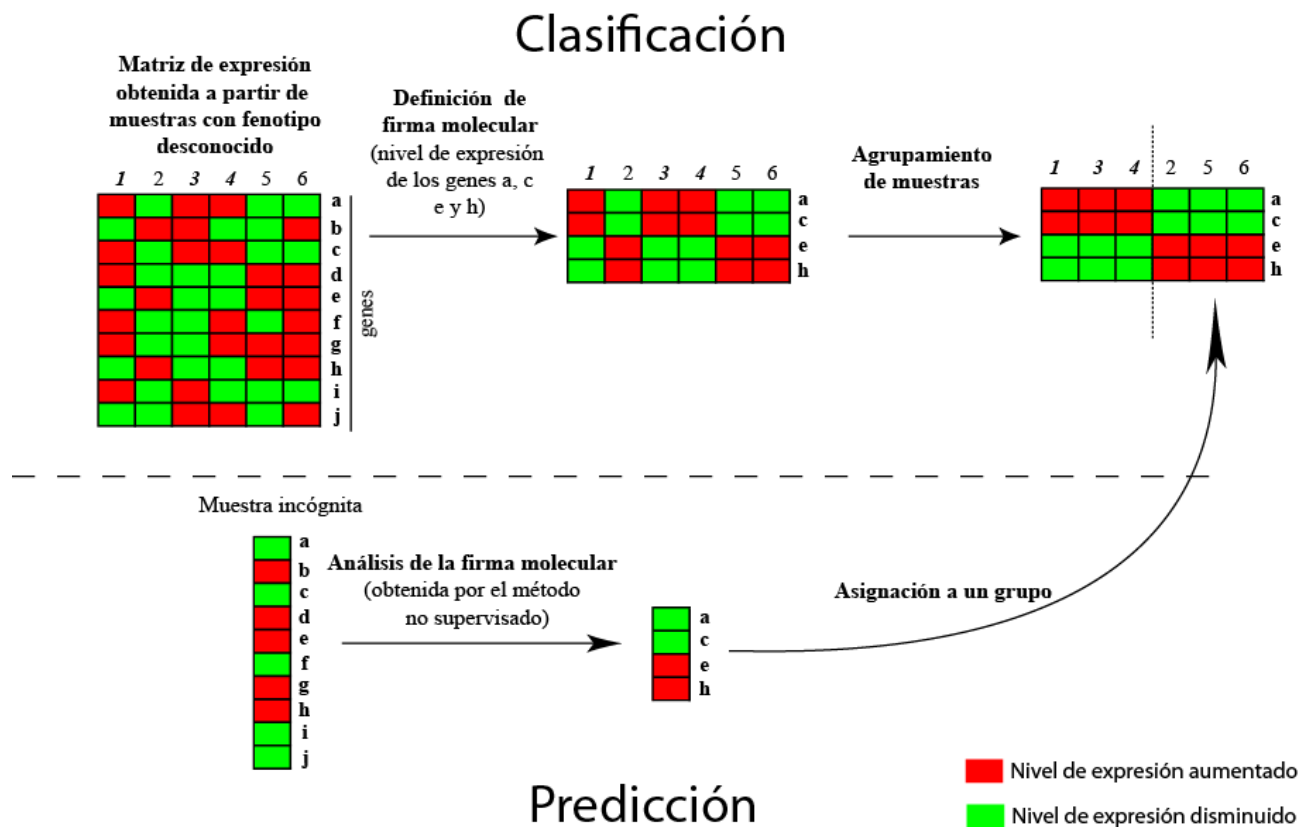 Clasificación
Matriz de expresión
obtenida a partir de
muestras con fenotipo
desconocido
1 2 3 4 5 6
a
b
c
d
e
f
g
h
i
j
genes
Definición de
firma molecular
(nivel de expresión
de los genes a, c
e y h)
1 2 3 4 5 6
a
c
e
h
Agrupamiento
de muestras
1 3 4 2 5 6
a
c
e
h
Muestra incógnita
a
b
c
d
e
f
g
h
i
j
Análisis de la firma molecular
(obtenida por el método
no supervisado)
a
c
e
h
Asignación a un grupo
Predicción
Nivel de expresión aumentado
Nivel de expresión disminuido